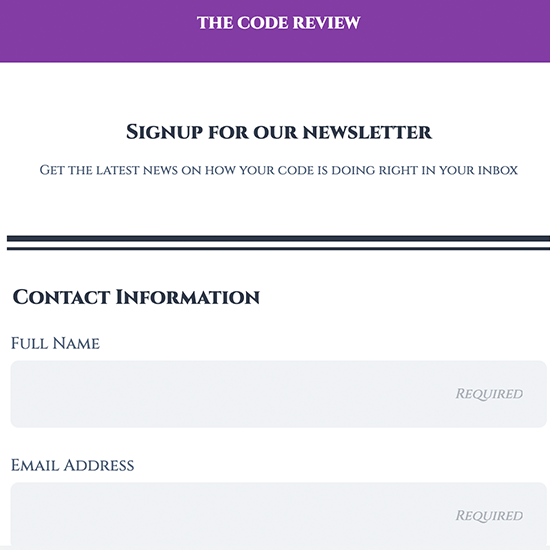 THE CODE REVIEW
Signup for our newsletter
Get the latest news on how your code is doing right in your inbox
Contact Information
Full Name
Required
Email Address
Required